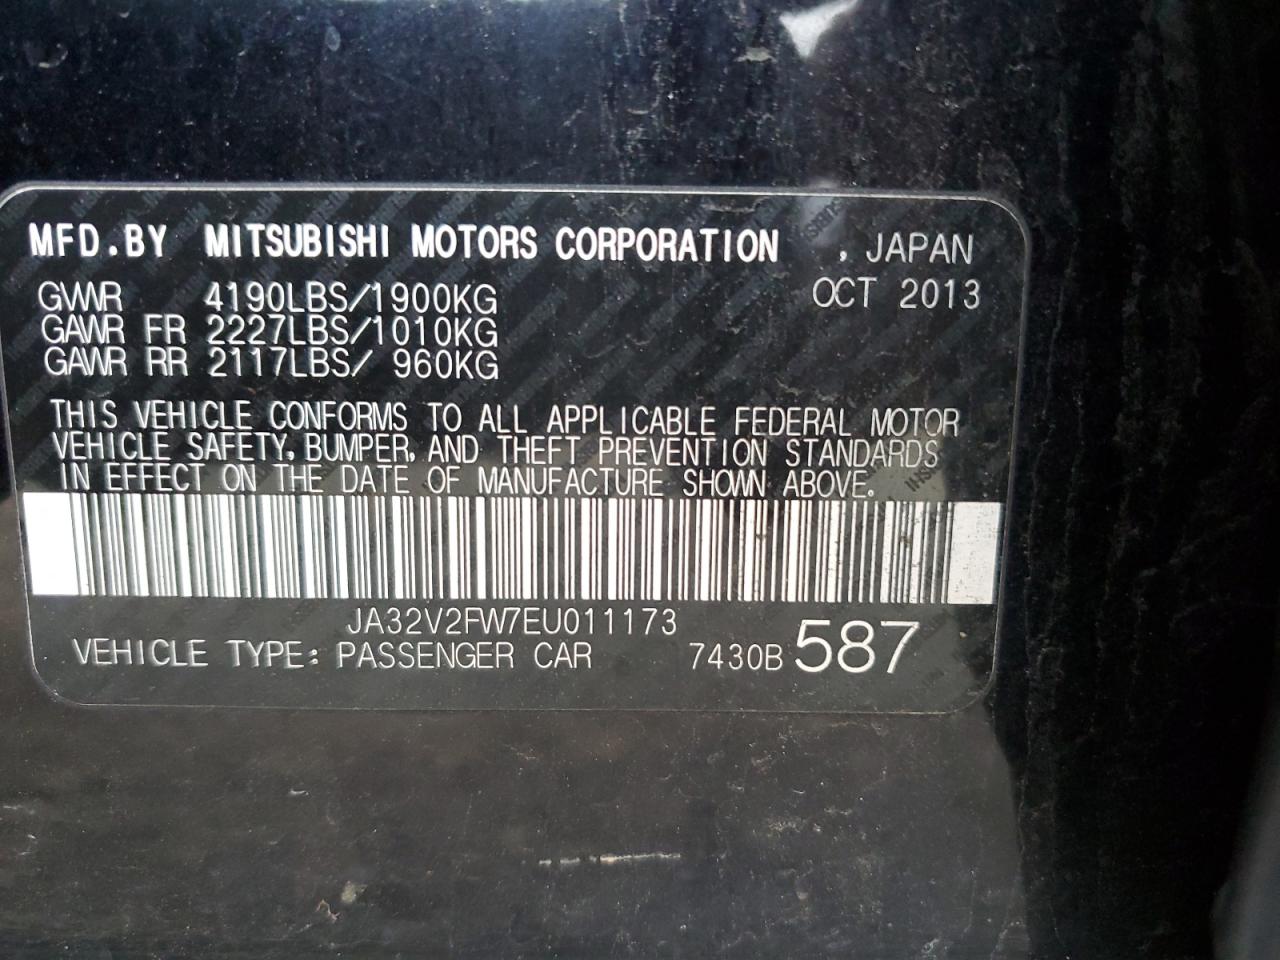 MFD.BY MITSUBISHI MOTORS CORPORATION , JAPAN
OCT 2013
GVWR 4190LBS/1900KG
GAWR FR 2227LBS/1010KG
GAWR RR 2117LBS/ 960KG
THIS VEHICLE CONFORMS TO ALL APPLICABLE FEDERAL MOTOR
VEHICLE SAFETY, BUMPER, AND THEFT PREVENTION STANDARDS
IN EFFECT ON THE DATE OF MANUFACTURE SHOWN ABOVE.
JA32V2FW7EU011173
VEHICLE TYPE: PASSENGER CAR 7430B 587